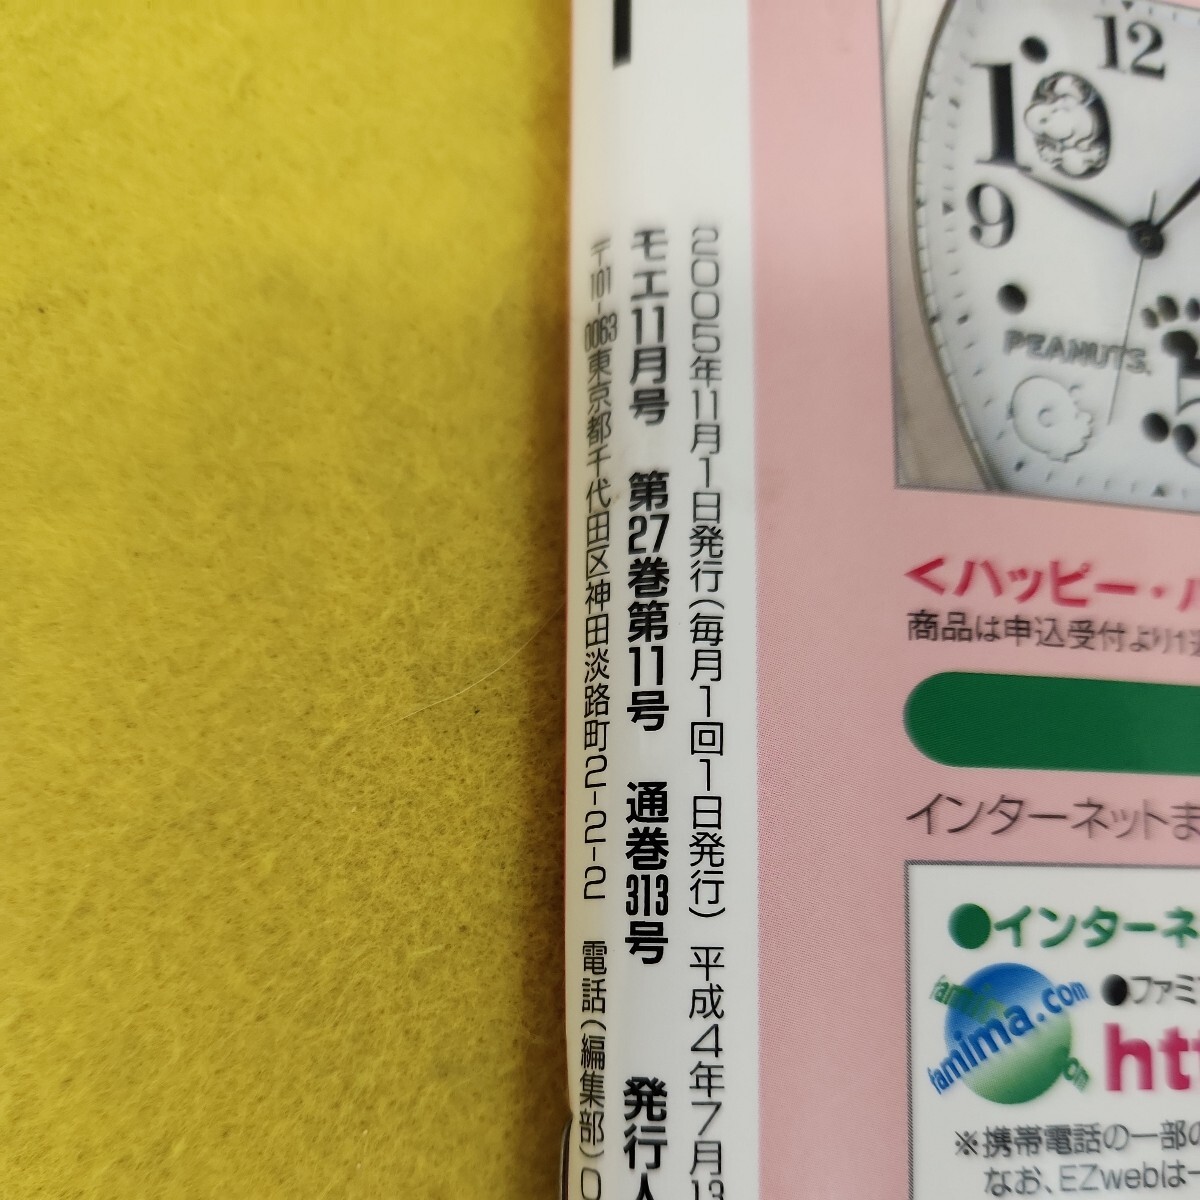 2005年11月1日発行(毎月1回1日発行) 平成4年7月13
モエ11月号 第27巻第11号 通巻313号 発行人
〒101-0063東京都千代田区神田淡路町2-2-2 電話(編集部)0
12
9
PEANUTS
<ハッピー・
商品は申込受付より1
インターネットま
●インターネ
famima.com
●ファミ
htt
※携帯電話の一部の
なお、EZwebは一